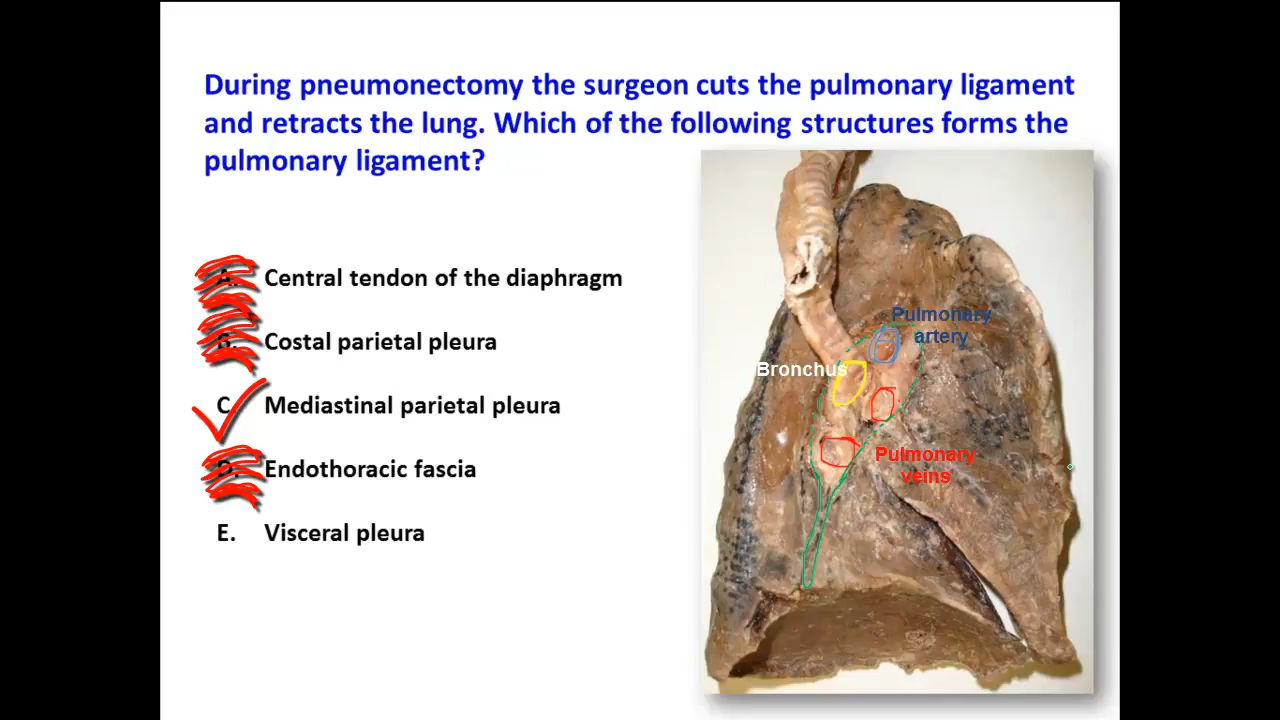 During pneumonectomy the surgeon cuts the pulmonary ligament
and retracts the lung. Which of the following structures forms the
pulmonary ligament?
A. Central tendon of the diaphragm
B. Costal parietal pleura
C. Mediastinal parietal pleura
D. Endothoracic fascia
E. Visceral pleura
Pulmonary
artery
Bronchus
Pulmonary
veins